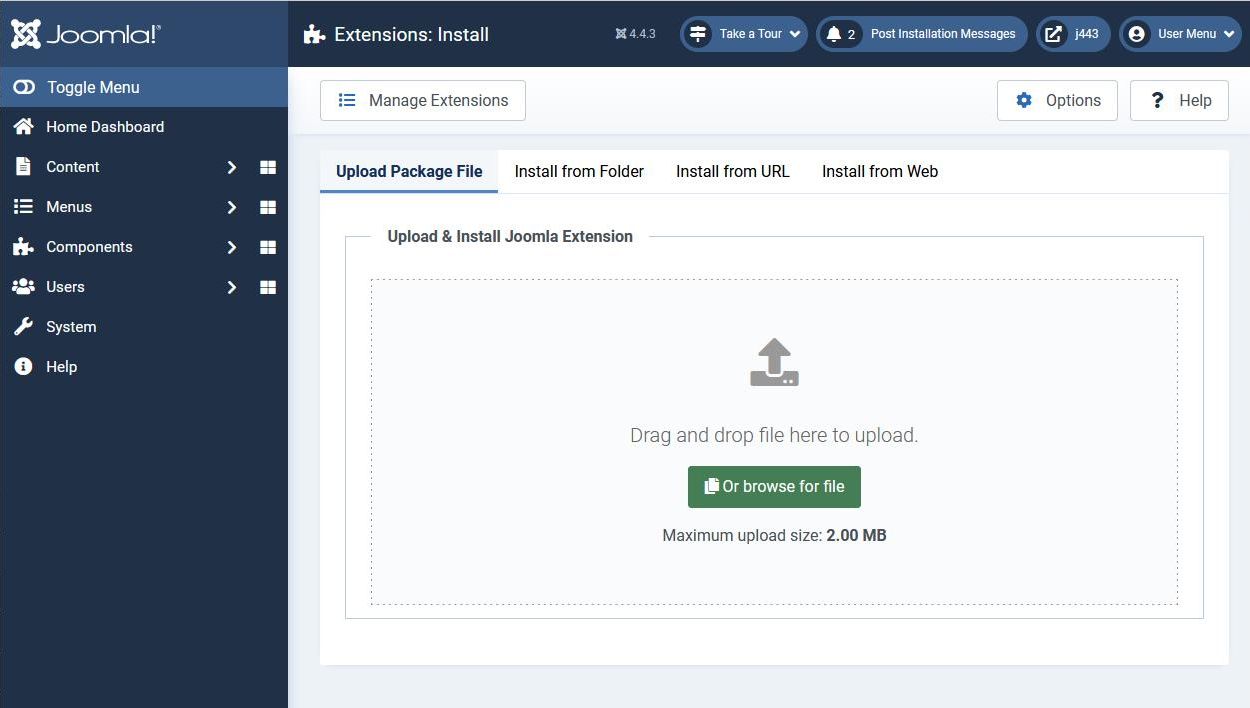 Joomla!®
Extensions: Install
4.4.3
Take a Tour
2 Post Installation Messages
j443
User Menu
Toggle Menu
Home Dashboard
Content
Menus
Components
Users
System
Help
Manage Extensions
Options
? Help
Upload Package File
Install from Folder
Install from URL
Install from Web
Upload & Install Joomla Extension
Drag and drop file here to upload.
Or browse for file
Maximum upload size: 2.00 MB